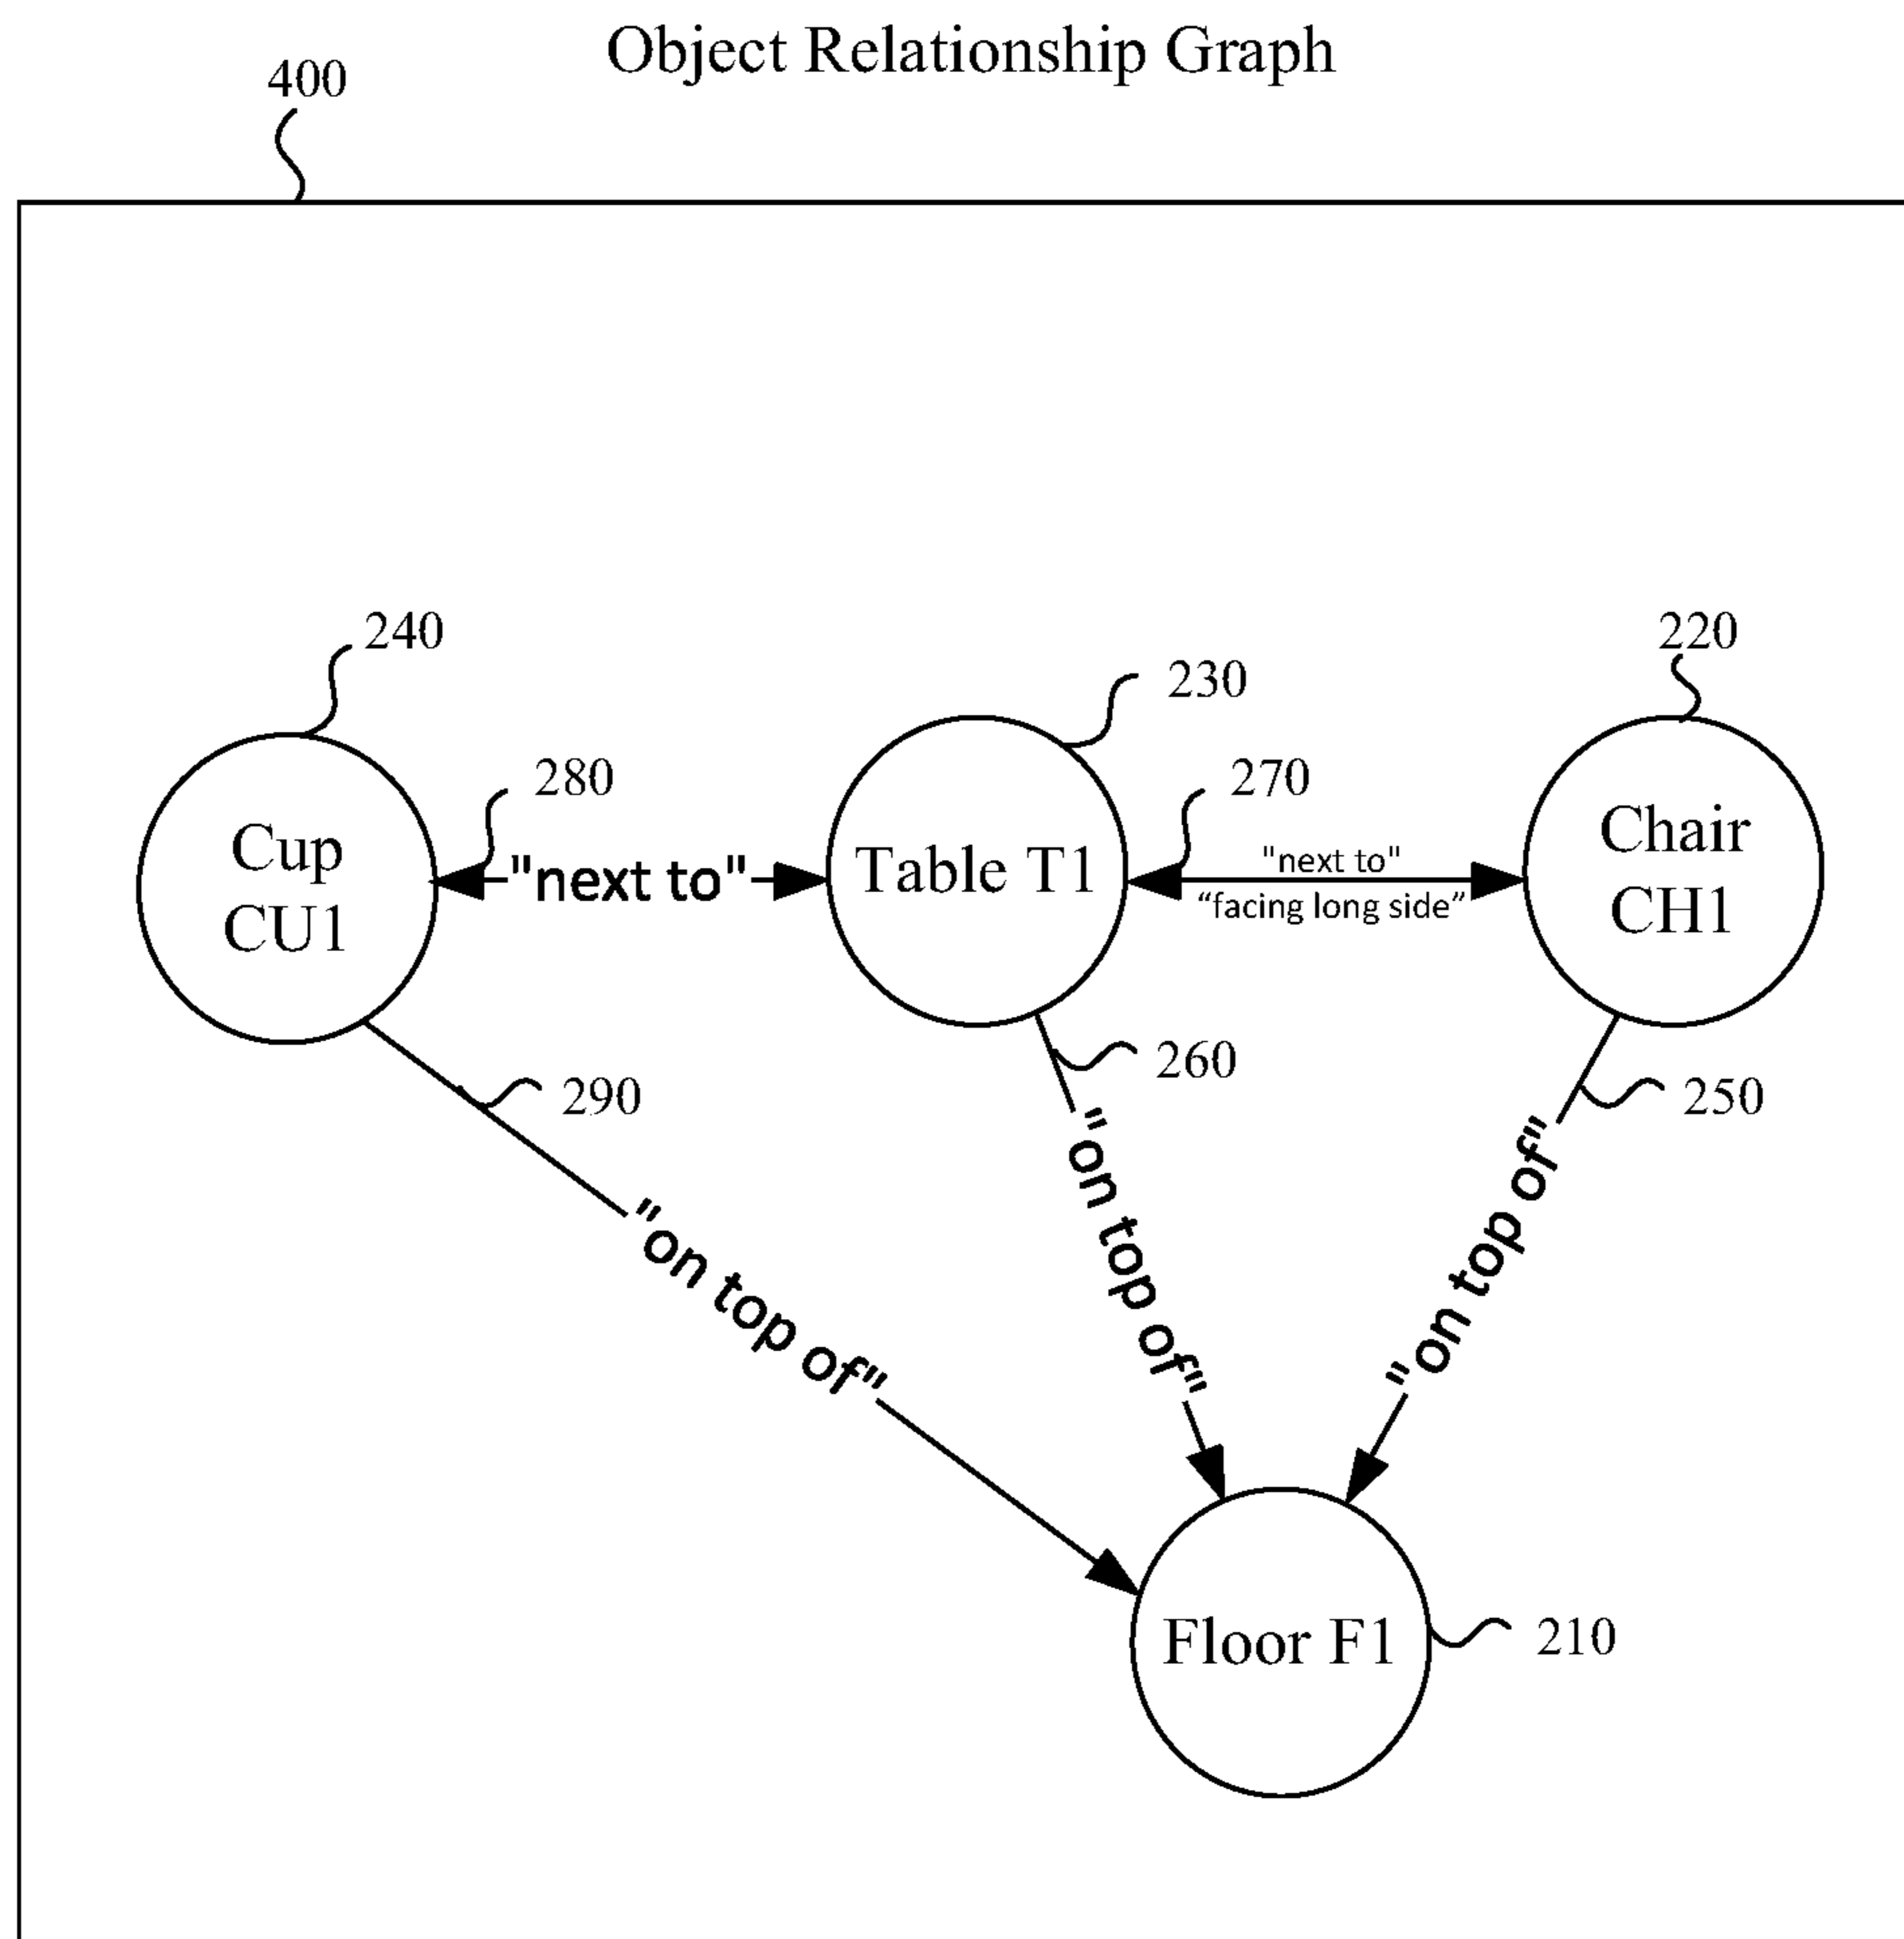 Object Relationship Graph
400
240
230
220
280
270
Cup
CU1
"next to"
Table T1
"next to"
“facing long side”
Chair
CH1
290
260
250
"on top of"
"on top of"
"on top of"
Floor F1
210